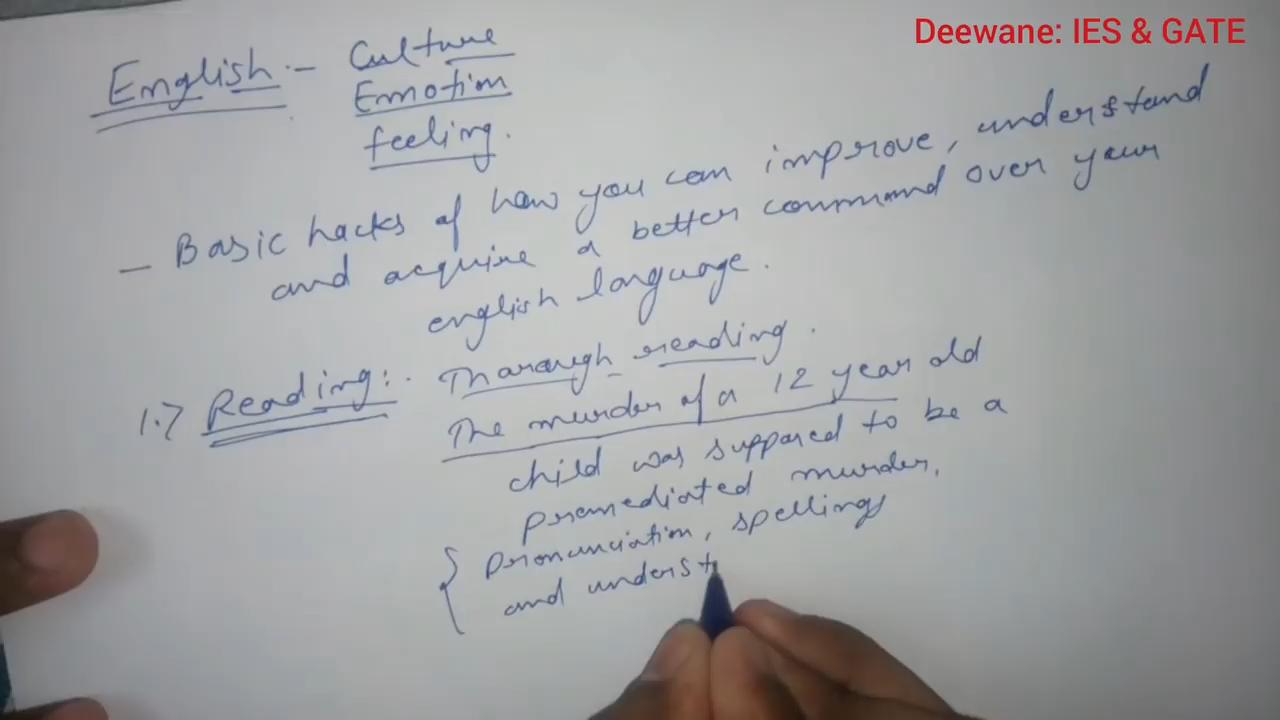 Deewane: IES & GATE
English :- Culture
Emotion
feeling.
- Basic hacks of how you can improve, understand
and acquire a better command over your
english language.
1.) Reading:- Thorough reading.
The murder of a 12 year old
child was supposed to be a
premediated murder.
pronunciation, spellings
and underst